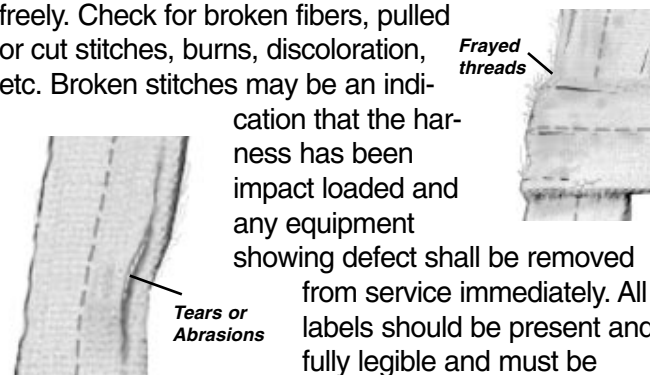 freely. Check for broken fibers, pulled
or cut stitches, burns, discoloration,
etc. Broken stitches may be an indi-
cation that the har-
ness has been
impact loaded and
any equipment
showing defect shall be removed
from service immediately. All
labels should be present and
fully legible and must be
Frayed
threads
Tears or
Abrasions